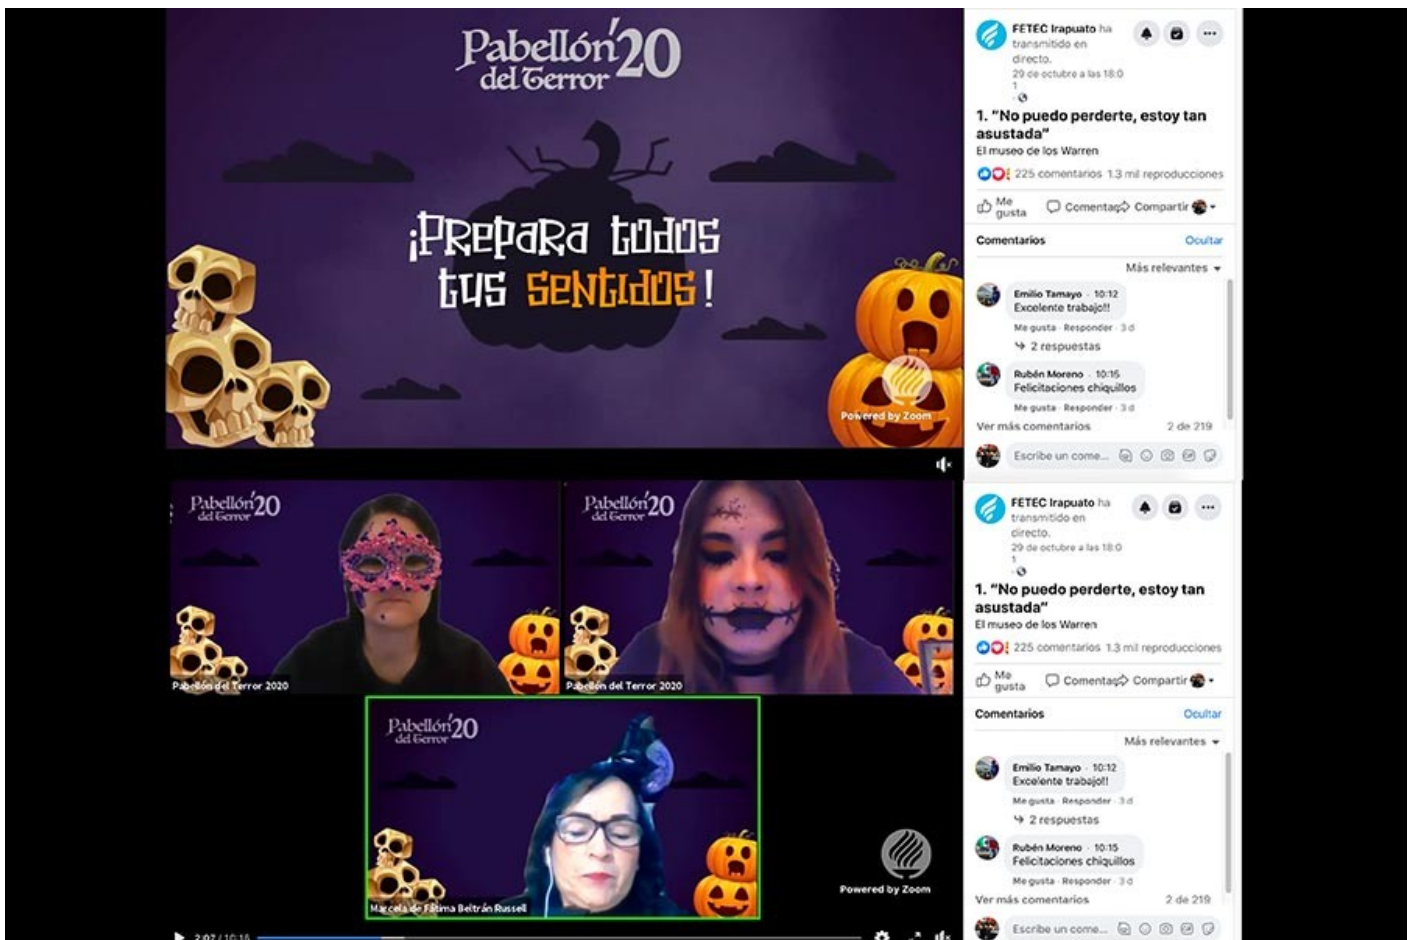 Pabellón'20
del Terror
¡Prepara todos
tus sentidos!
Powered by Zoom
FETEC Irapuato ha
transmitido en
directo.
29 de octubre a las 18:0
1
1. "No puedo perderte, estoy tan
asustada"
El museo de los Warren
225 comentarios 1.3 mil reproducciones
Me
gusta
Comentar Compartir
Comentarios Ocultar
Más relevantes
Emilio Tamayo · 10:12
Excelente trabajo!!
Me gusta · Responder · 3 d
2 respuestas
Rubén Moreno · 10:15
Felicitaciones chiquillos
Me gusta · Responder · 3 d
Ver más comentarios 2 de 219
Escribe un come...
Pabellón'20
del Terror
Pabellón del Terror 2020
Pabellón'20
del Terror
Pabellón del Terror 2020
Pabellón'20
del Terror
Marcela de Fátima Beltrán Russell
Powered by Zoom
2:07 / 10:16
FETEC Irapuato ha
transmitido en
directo.
29 de octubre a las 18:0
1
1. "No puedo perderte, estoy tan
asustada"
El museo de los Warren
225 comentarios 1.3 mil reproducciones
Me
gusta
Comentar Compartir
Comentarios Ocultar
Más relevantes
Emilio Tamayo · 10:12
Excelente trabajo!!
Me gusta · Responder · 3 d
2 respuestas
Rubén Moreno · 10:15
Felicitaciones chiquillos
Me gusta · Responder · 3 d
Ver más comentarios 2 de 219
Escribe un come...